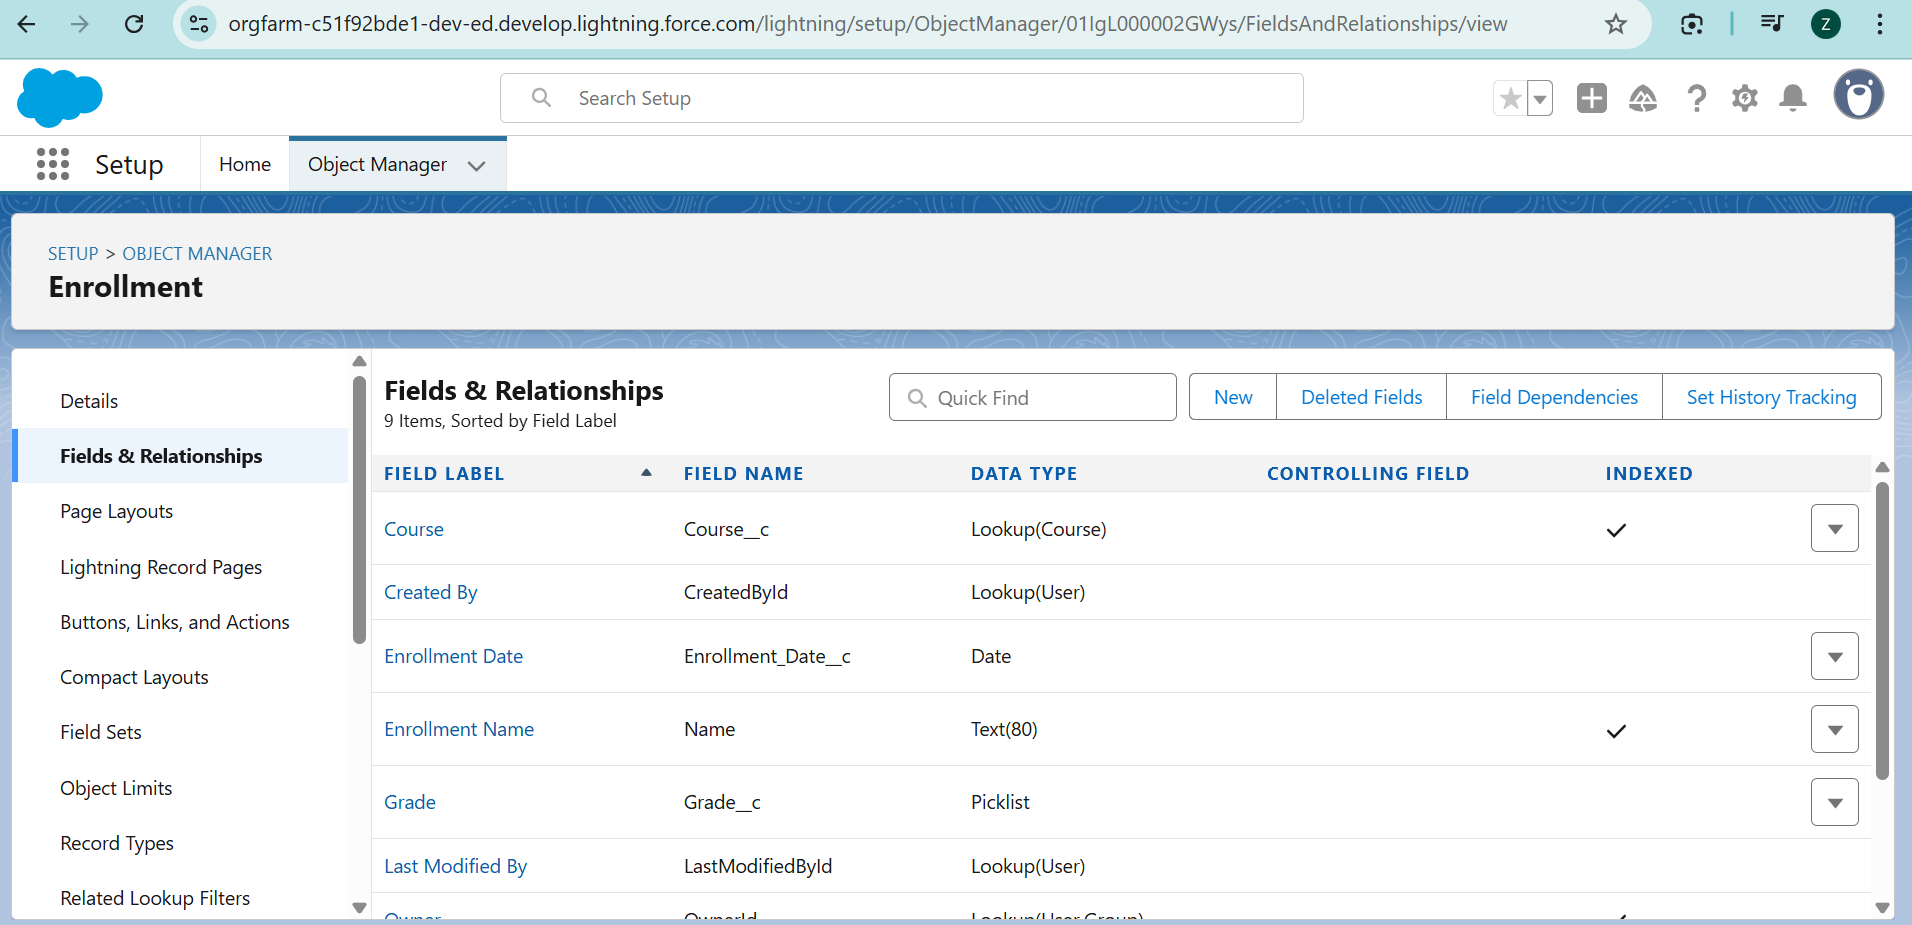 orgfarm-c51f92bde1-dev-ed.develop.lightning.force.com/lightning/setup/ObjectManager/01IgL000002GWys/FieldsAndRelationships/view
Z
Search Setup
Setup
Home
Object Manager
SETUP > OBJECT MANAGER
Enrollment
Details
Fields & Relationships
Page Layouts
Lightning Record Pages
Buttons, Links, and Actions
Compact Layouts
Field Sets
Object Limits
Record Types
Related Lookup Filters
Fields & Relationships
9 Items, Sorted by Field Label
Quick Find
New
Deleted Fields
Field Dependencies
Set History Tracking
FIELD LABEL FIELD NAME DATA TYPE CONTROLLING FIELD INDEXED
Course Course__c Lookup(Course)
Created By CreatedById Lookup(User)
Enrollment Date Enrollment_Date__c Date
Enrollment Name Name Text(80)
Grade Grade__c Picklist
Last Modified By LastModifiedById Lookup(User)
Owner OwnerId Lookup(User,Group)